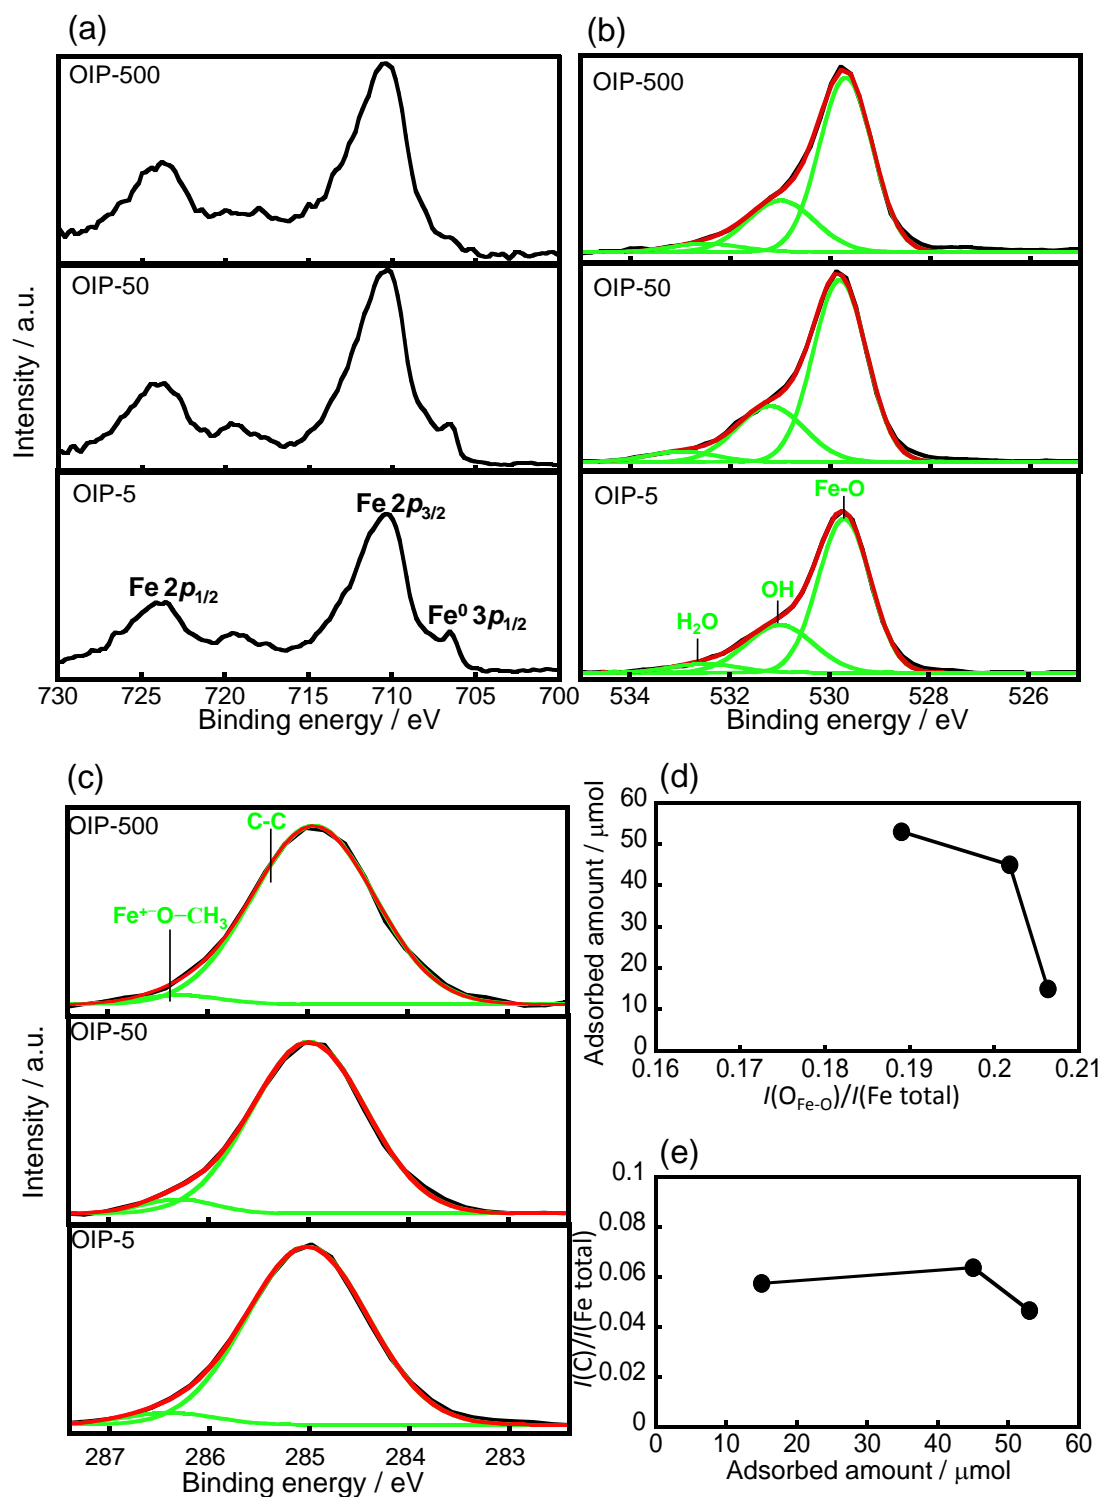 (a)
OIP-500
OIP-50
OIP-5
Fe 2p3/2
Fe 2p1/2
Fe⁰ 3p1/2
730 725 720 715 710 705 700
Binding energy / eV
Intensity / a.u.
(b)
OIP-500
OIP-50
OIP-5
Fe-O
OH
H₂O
534 532 530 528 526
Binding energy / eV
(c)
OIP-500
C-C
Fe⁺⁻O−CH₃
OIP-50
OIP-5
287 286 285 284 283
Binding energy / eV
Intensity / a.u.
(d)
Adsorbed amount / μmol
60
50
40
30
20
10
0
0.16 0.17 0.18 0.19 0.2 0.21
I(O_Fe-O)/I(Fe total)
(e)
I(C)/I(Fe total)
0.1
0.08
0.06
0.04
0.02
0
0 10 20 30 40 50 60
Adsorbed amount / μmol